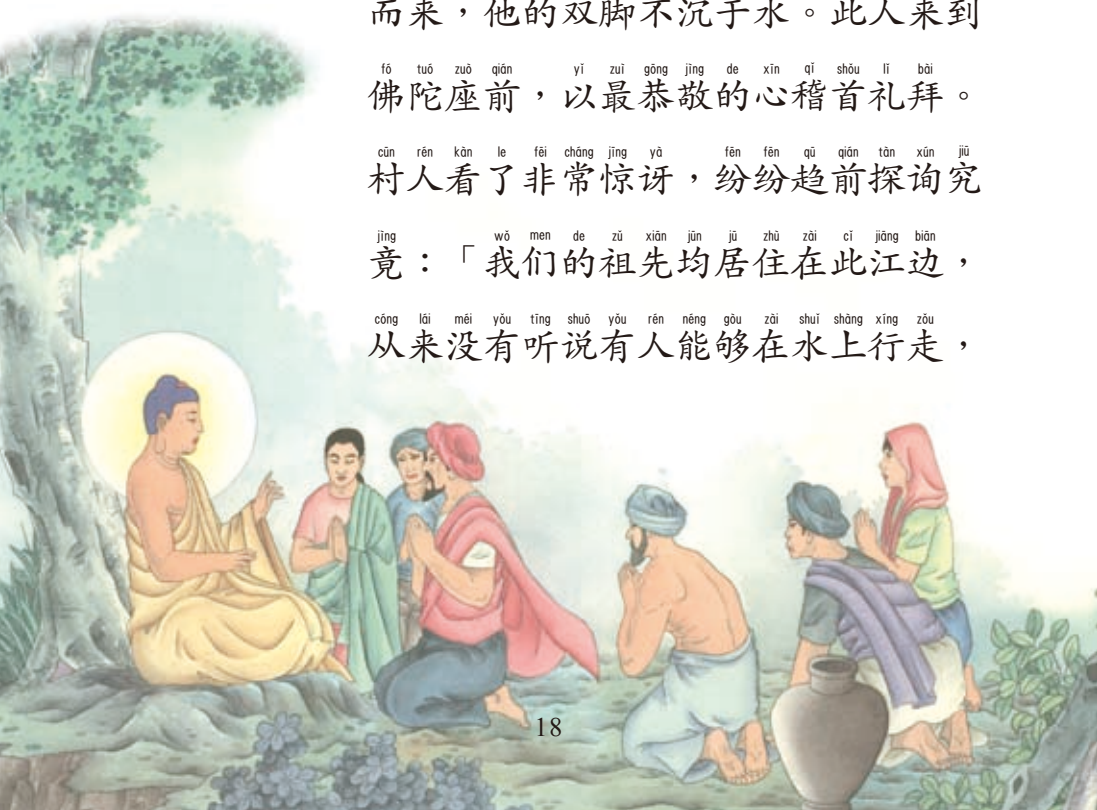 而来，他的双脚不沉于水。此人来到
fó tuó zuò qián yǐ zuì gōng jìng de xīn qǐ shǒu lǐ bài
佛陀座前，以最恭敬的心稽首礼拜。
cūn rén kàn le fēi cháng jīng yà fēn fēn qū qián tàn xún jiū
村人看了非常惊讶，纷纷趋前探询究
jìng wǒ men de zǔ xiān jūn jū zhù zài cǐ jiāng biān
竟：「我们的祖先均居住在此江边，
cóng lái méi yǒu tīng shuō yǒu rén néng gòu zài shuǐ shàng xíng zǒu
从来没有听说有人能够在水上行走，
18